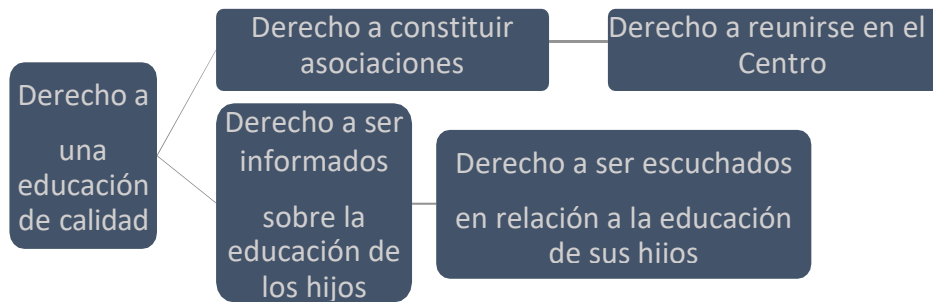 Derecho a
una
educación
de calidad
Derecho a constituir
asociaciones
Derecho a reunirse en el
Centro
Derecho a ser
informados
sobre la
educación de
los hijos
Derecho a ser escuchados
en relación a la educación
de sus hijos